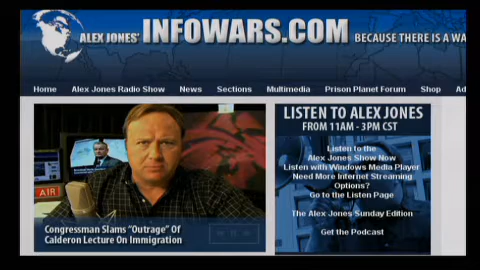 ALEX JONES' INFOWARS.COM BECAUSE THERE IS A WA
Home Alex Jones Radio Show News Sections Multimedia Prison Planet Forum Shop Ad
AIR
Congressman Slams "Outrage" Of
Calderon Lecture On Immigration
LISTEN TO ALEX JONES
FROM 11AM - 3PM CST
Listen to the
Alex Jones Show Now
Listen with Windows Media Player
Need More Internet Streaming
Options?
Go to the Listen Page
The Alex Jones Sunday Edition
Get the Podcast